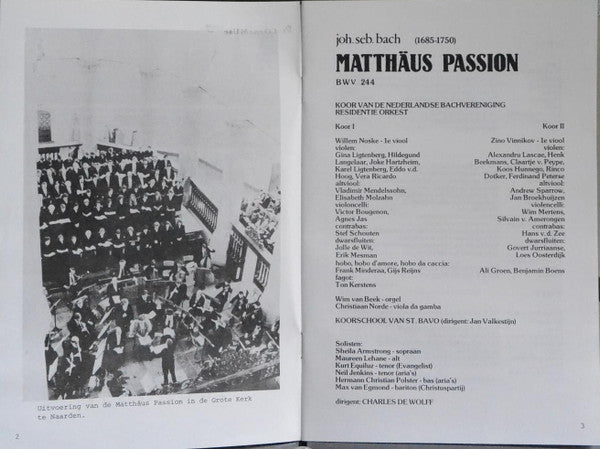 Uitvoering van de Matthäus Passion in de Grote Kerk
te Naarden.
2
joh. seb. bach (1685-1750)
MATTHÄUS PASSION
BWV 244
KOOR VAN DE NEDERLANDSE BACHVERENIGING
RESIDENTIE ORKEST
Koor I
Willem Noske - 1e viool
violen:
Gina Ligtenberg, Hildegund
Langelaar, Joke Hartzheim,
Karel Ligtenberg, Eddo v.d.
Hoog, Vera Ricardo
altviool:
Vladimir Mendelssohn,
Elisabeth Molzahn
violoncelli:
Victor Bougenon,
Agnes Jas
contrabas:
Stef Schouten
dwarsfluiten:
Jolle de Wit,
Erik Mesman
hobo, hobo d'amore, hobo da caccia:
Frank Minderaa, Gijs Reijns
fagot:
Ton Kerstens
Koor II
Zino Vinnikov - 1e viool
violen:
Alexandra Lascae, Henk
Beekmans, Claartje v. Peype,
Koos Hunnego, Rinco
Dotker, Ferdinand Peterse
altviool:
Andrew Sparrow,
Jan Broekhuijzen
violencelli:
Wim Mertens,
Silvain v. Amerongen
contrabas:
Hans v.d. Zee
dwarsfluiten:
Govert Jurriaanse,
Loes Oosterdijk
Ali Groen, Benjamin Boens
Wim van Beek - orgel
Christiaan Norde - viola da gamba
KOORSCHOOL VAN ST. BAVO (dirigent: Jan Valkestijn)
Solisten:
Sheila Armstrong - sopraan
Maureen Lehane - alt
Kurt Equiluz - tenor (Evangelist)
Neil Jenkins - tenor (aria's)
Hermann Christian Polster - bas (aria's)
Max van Egmond - bariton (Christuspartij)
dirigent: CHARLES DE WOLFF
3